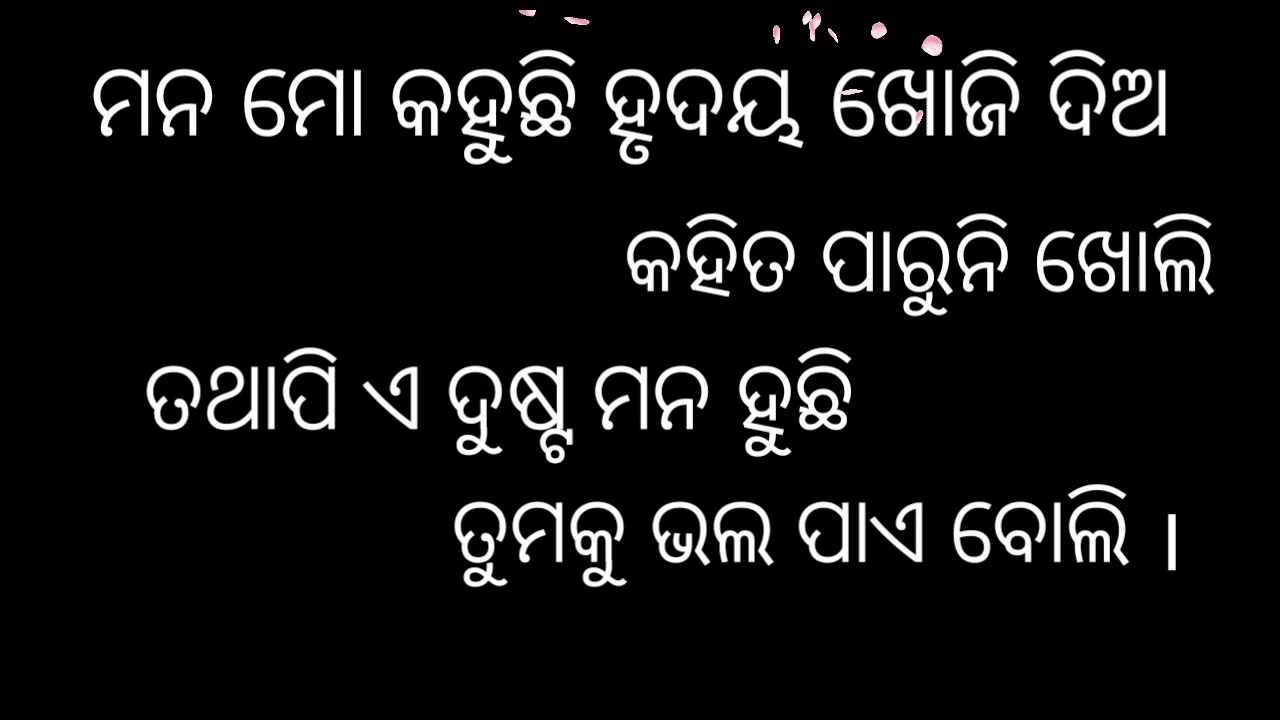 ମନ ମୋ କହୁଛି ହୃଦୟ ଖୋଜି ଦିଅ
କହିତ ପାରୁନି ଖୋଲି
ତଥାପି ଏ ଦୁଷ୍ଟ ମନ ହୁଛି
ତୁମକୁ ଭଲ ପାଏ ବୋଲି ।